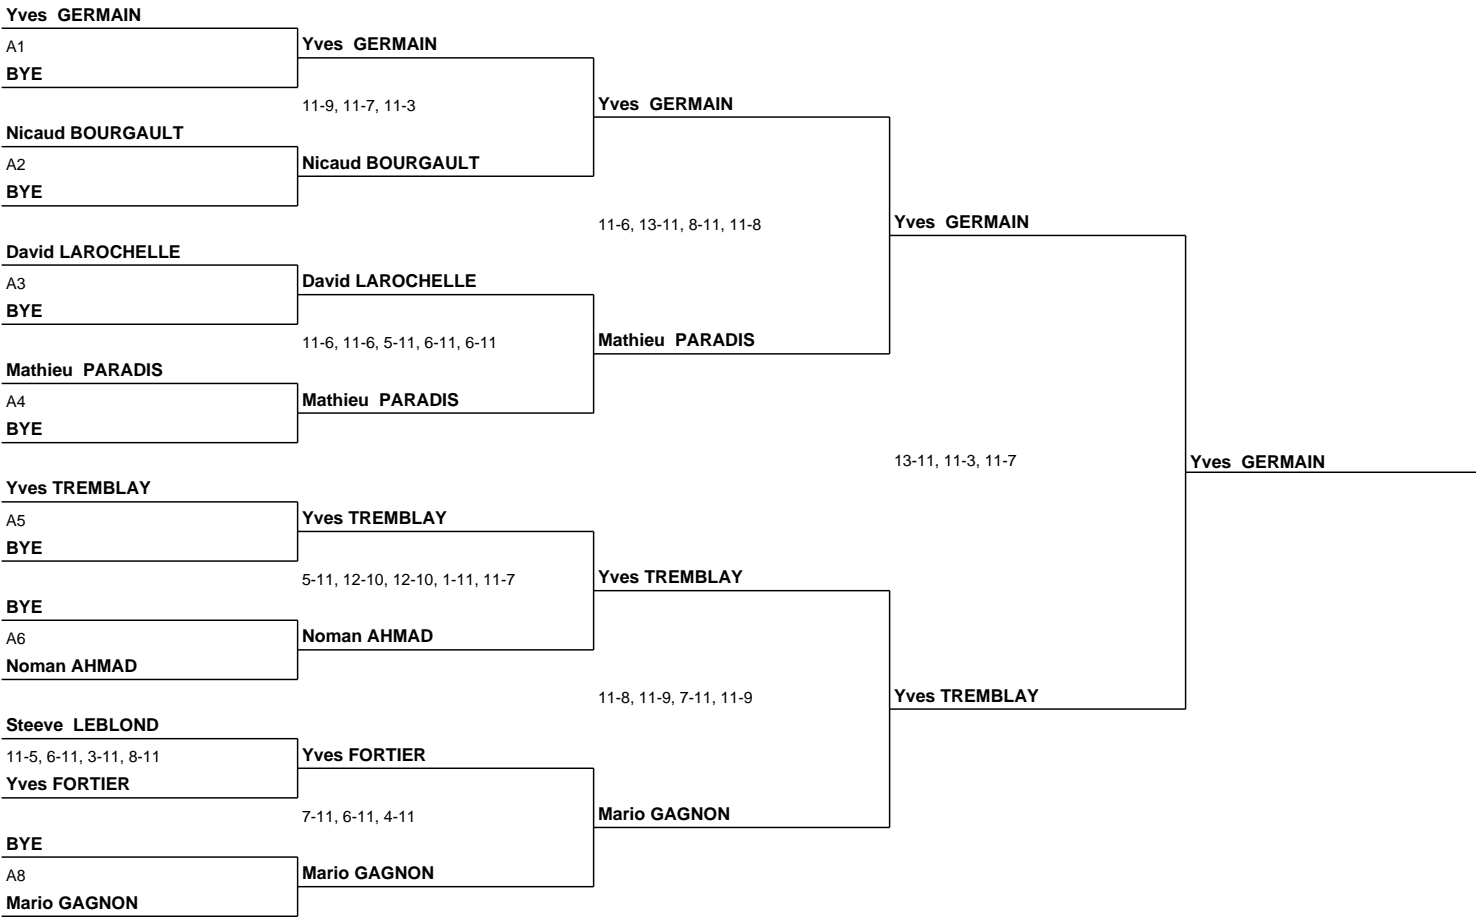 Yves GERMAIN
A1
BYE
Yves GERMAIN
11-9, 11-7, 11-3
Nicaud BOURGAULT
A2
BYE
Nicaud BOURGAULT
Yves GERMAIN
11-6, 13-11, 8-11, 11-8
David LAROCHELLE
A3
BYE
David LAROCHELLE
11-6, 11-6, 5-11, 6-11, 6-11
Mathieu PARADIS
A4
BYE
Mathieu PARADIS
Mathieu PARADIS
Yves GERMAIN
13-11, 11-3, 11-7
Yves GERMAIN
Yves TREMBLAY
A5
BYE
Yves TREMBLAY
5-11, 12-10, 12-10, 1-11, 11-7
BYE
A6
Noman AHMAD
Noman AHMAD
Yves TREMBLAY
11-8, 11-9, 7-11, 11-9
Yves TREMBLAY
Steeve LEBLOND
11-5, 6-11, 3-11, 8-11
Yves FORTIER
Yves FORTIER
7-11, 6-11, 4-11
Mario GAGNON
BYE
A8
Mario GAGNON
Mario GAGNON